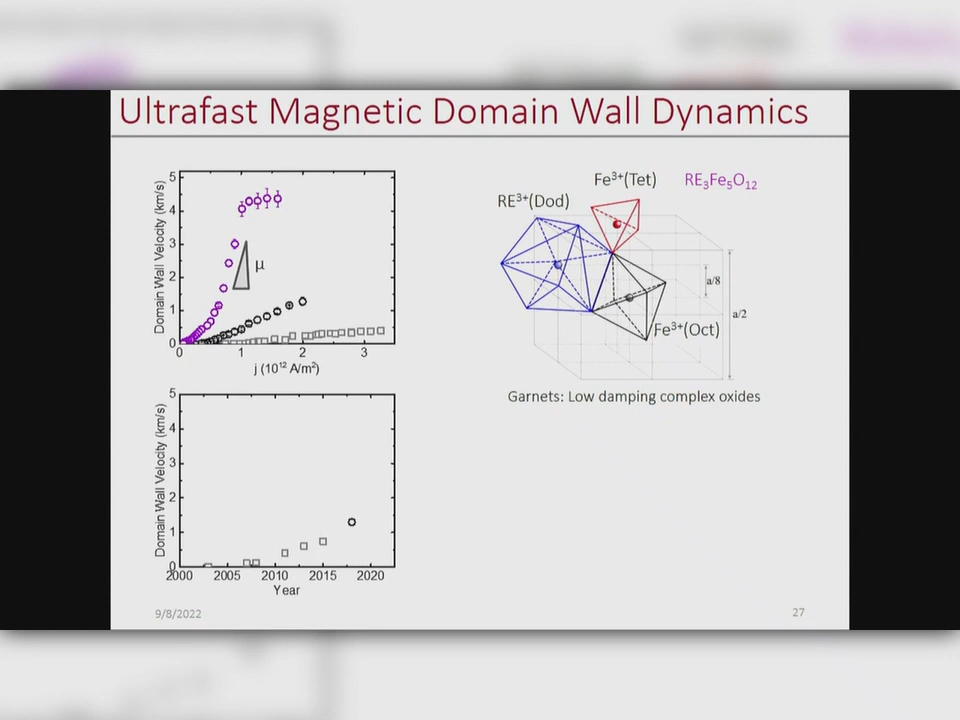 Ultrafast Magnetic Domain Wall Dynamics
Domain Wall Velocity (km/s)
5
4
3
2
1
0
μ
0 1 2 3
j (10¹² A/m²)
Domain Wall Velocity (km/s)
5
4
3
2
1
0
2000 2005 2010 2015 2020
Year
Fe³⁺(Tet)
RE₃Fe₅O₁₂
RE³⁺(Dod)
a/8
a/2
Fe³⁺(Oct)
Garnets: Low damping complex oxides
9/8/2022
27